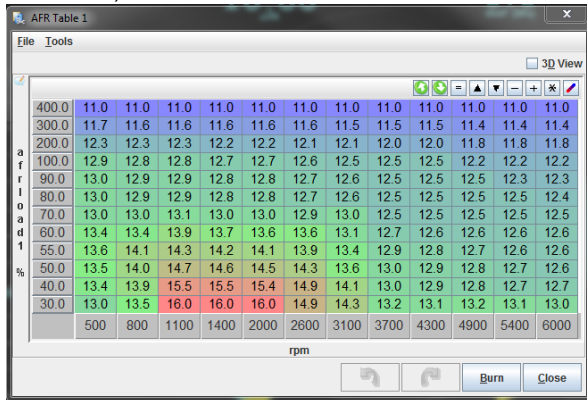 AFR Table 1
File Tools
3D View
400.0 11.0 11.0 11.0 11.0 11.0 11.0 11.0 11.0 11.0 11.0 11.0 11.0
300.0 11.7 11.6 11.6 11.6 11.6 11.6 11.5 11.5 11.5 11.4 11.4 11.4
200.0 12.3 12.3 12.3 12.2 12.2 12.1 12.1 12.0 12.0 11.8 11.8 11.8
100.0 12.9 12.8 12.8 12.7 12.7 12.6 12.5 12.5 12.5 12.2 12.2 12.2
90.0 13.0 12.9 12.9 12.8 12.8 12.7 12.6 12.5 12.5 12.5 12.3 12.3
80.0 13.0 12.9 12.9 12.8 12.8 12.7 12.6 12.5 12.5 12.5 12.5 12.4
70.0 13.0 13.0 13.1 13.0 13.0 12.9 13.0 12.5 12.5 12.5 12.5 12.5
60.0 13.4 13.4 13.9 13.7 13.6 13.6 13.1 12.7 12.6 12.6 12.6 12.6
55.0 13.6 14.1 14.3 14.2 14.1 13.9 13.4 12.9 12.8 12.7 12.6 12.6
50.0 13.5 14.0 14.7 14.6 14.5 14.3 13.6 13.0 12.9 12.8 12.7 12.6
40.0 13.4 13.9 15.5 15.5 15.4 14.9 14.1 13.0 12.9 12.8 12.7 12.7
30.0 13.0 13.5 16.0 16.0 16.0 14.9 14.3 13.2 13.1 13.2 13.1 13.0
afrload1 %
500 800 1100 1400 2000 2600 3100 3700 4300 4900 5400 6000
rpm
Burn Close